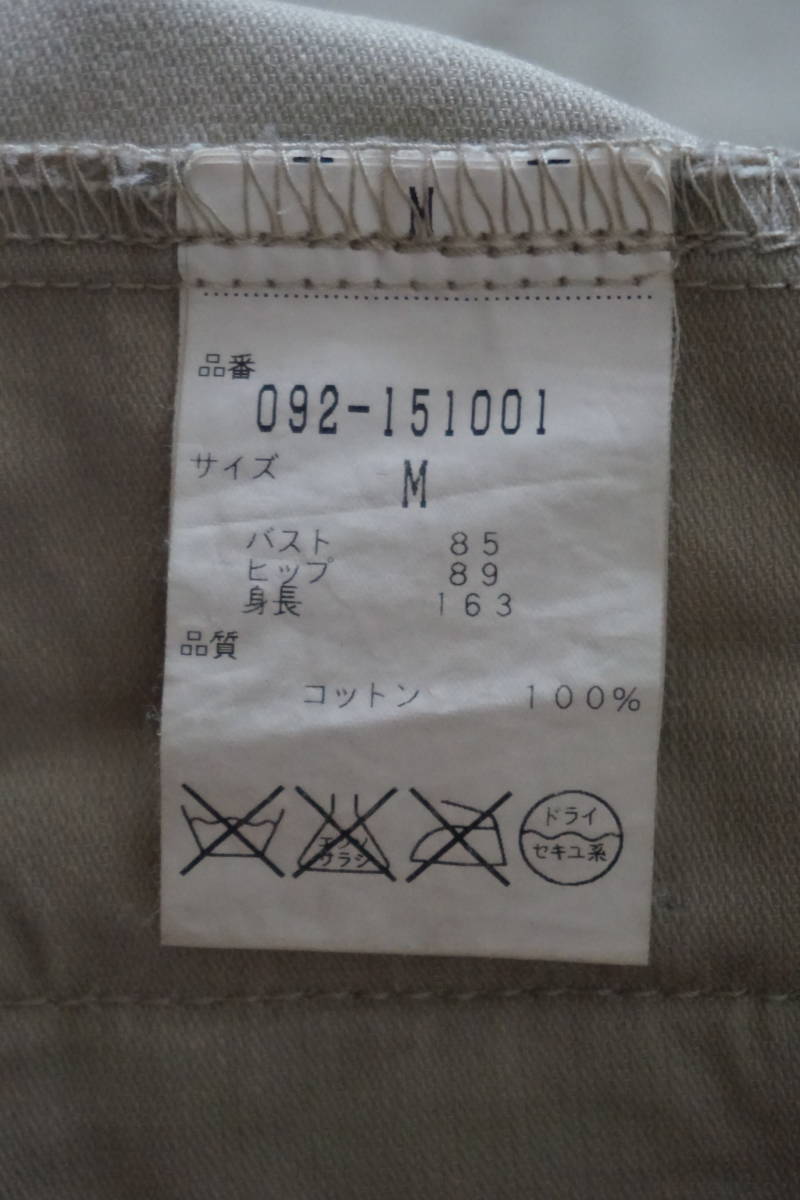 M
品番
092-151001
サイズ
M
バスト 85
ヒップ 89
身長 163
品質
コットン 100%
エンソ
サラシ
ドライ
セキユ系